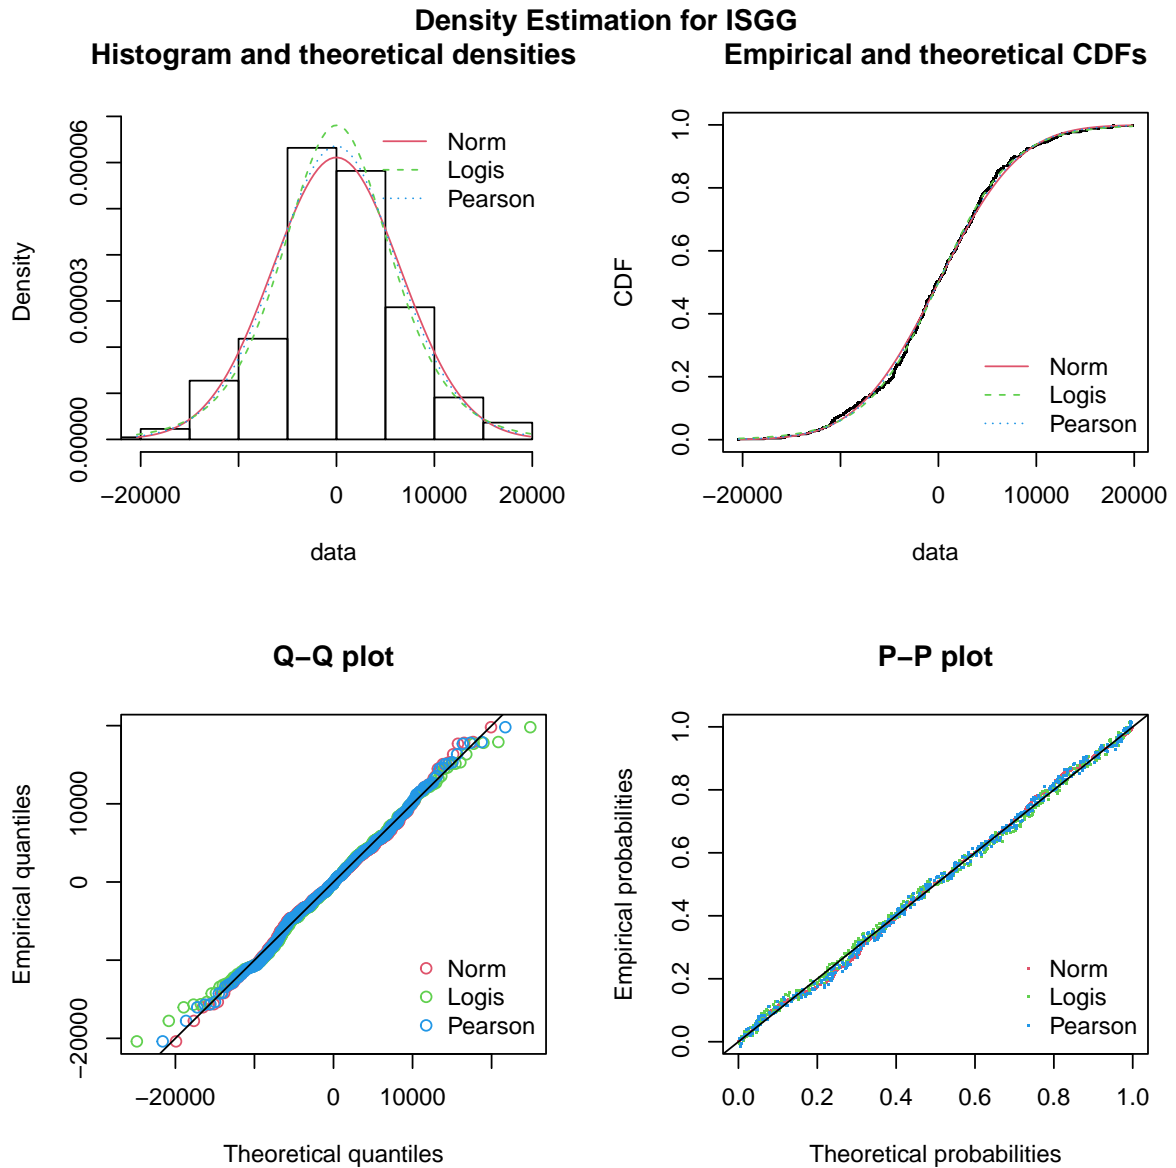 Density Estimation for ISGG
Histogram and theoretical densities
Density
0.00000
0.00003
0.00006
Norm
Logis
Pearson
−20000
0
10000
20000
data
Empirical and theoretical CDFs
CDF
0.0
0.2
0.4
0.6
0.8
1.0
Norm
Logis
Pearson
−20000
0
10000
20000
data
Q−Q plot
Empirical quantiles
−20000
0
10000
Norm
Logis
Pearson
−20000
0
10000
Theoretical quantiles
P−P plot
Empirical probabilities
0.0
0.2
0.4
0.6
0.8
1.0
Norm
Logis
Pearson
0.0
0.2
0.4
0.6
0.8
1.0
Theoretical probabilities